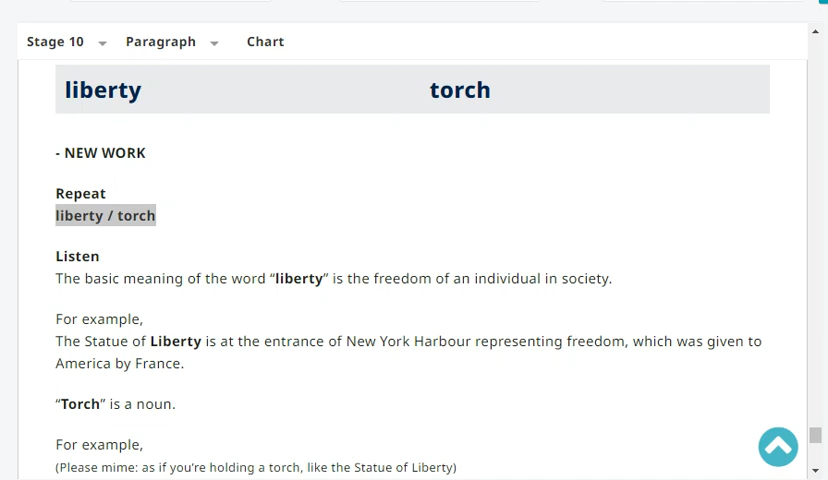 Stage 10 Paragraph Chart
liberty torch
- NEW WORK
Repeat
liberty / torch
Listen
The basic meaning of the word “liberty” is the freedom of an individual in society.
For example,
The Statue of Liberty is at the entrance of New York Harbour representing freedom, which was given to
America by France.
“Torch” is a noun.
For example,
(Please mime: as if you’re holding a torch, like the Statue of Liberty)